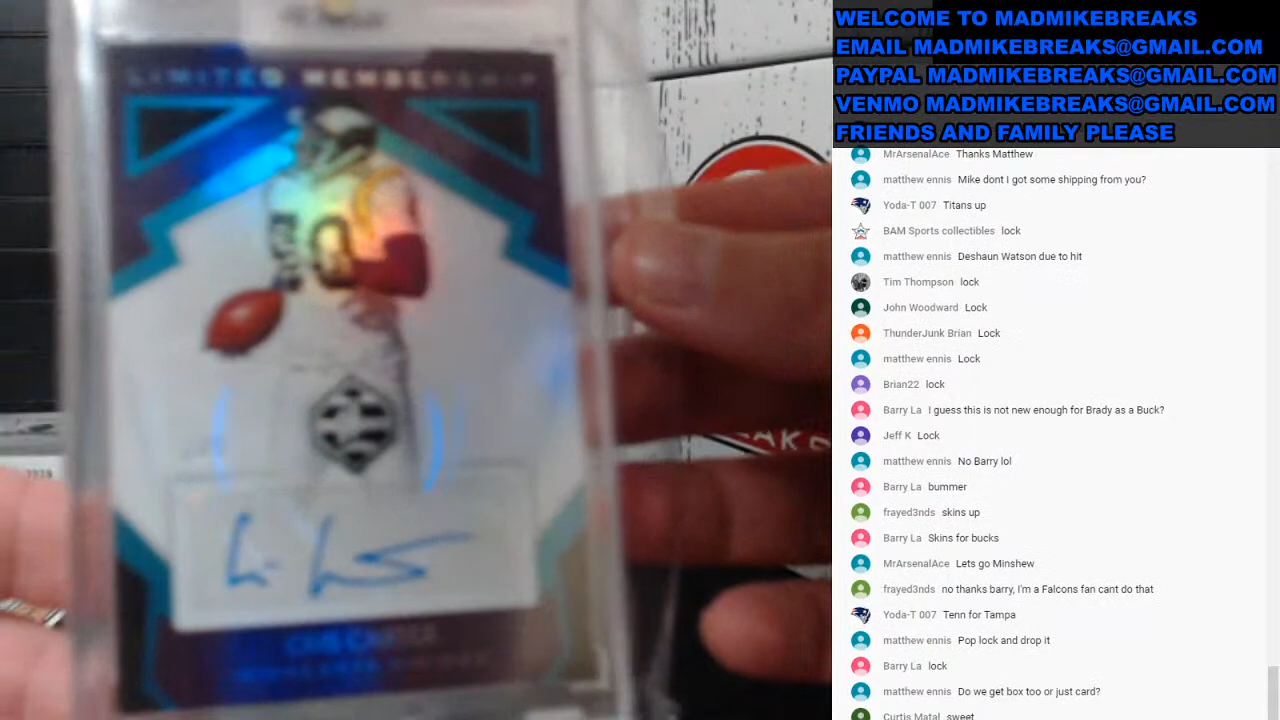 LIMITED MEMBERSHIP
CRIS CARTER
WELCOME TO MADMIKEBREAKS
EMAIL MADMIKEBREAKS@GMAIL.COM
PAYPAL MADMIKEBREAKS@GMAIL.COM
VENMO MADMIKEBREAKS@GMAIL.COM
FRIENDS AND FAMILY PLEASE
MrArsenalAce Thanks Matthew
matthew ennis Mike dont I got some shipping from you?
Yoda-T 007 Titans up
BAM Sports collectibles lock
matthew ennis Deshaun Watson due to hit
Tim Thompson lock
John Woodward Lock
ThunderJunk Brian Lock
matthew ennis Lock
Brian22 lock
Barry La I guess this is not new enough for Brady as a Buck?
Jeff K Lock
matthew ennis No Barry lol
Barry La bummer
frayed3nds skins up
Barry La Skins for bucks
MrArsenalAce Lets go Minshew
frayed3nds no thanks barry, I'm a Falcons fan cant do that
Yoda-T 007 Tenn for Tampa
matthew ennis Pop lock and drop it
Barry La lock
matthew ennis Do we get box too or just card?
Curtis Matal sweet